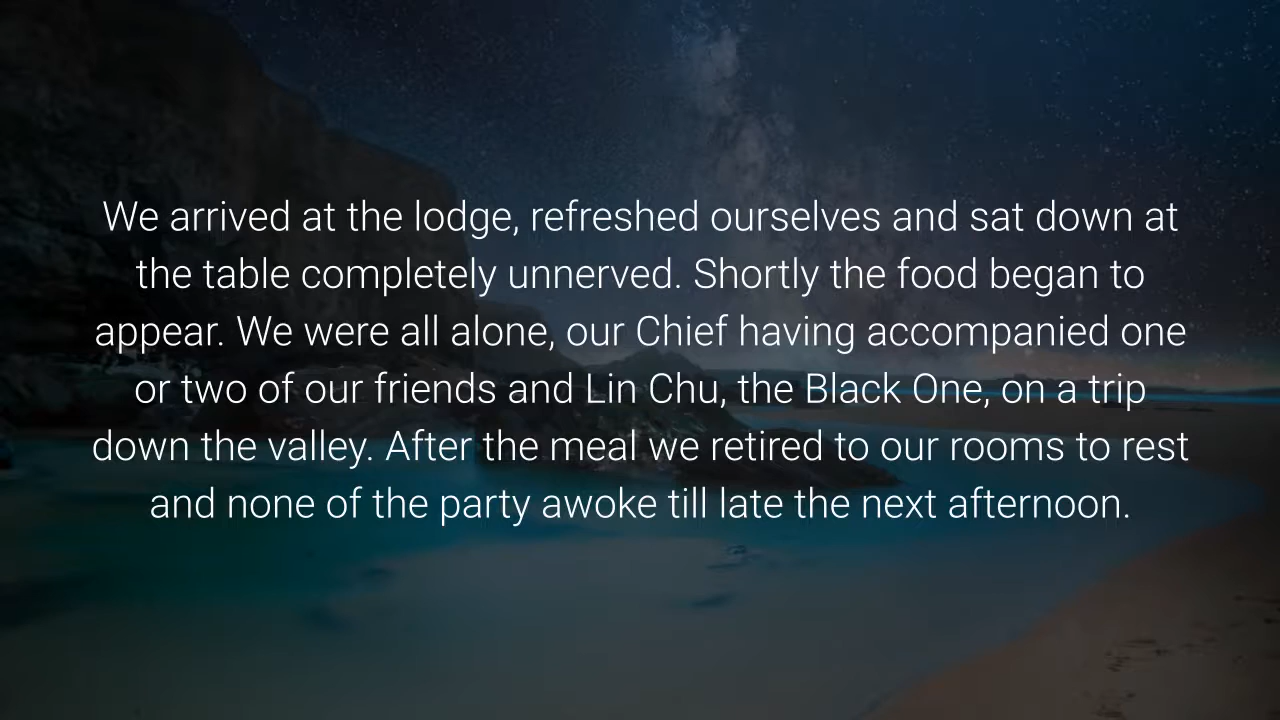 We arrived at the lodge, refreshed ourselves and sat down at
the table completely unnerved. Shortly the food began to
appear. We were all alone, our Chief having accompanied one
or two of our friends and Lin Chu, the Black One, on a trip
down the valley. After the meal we retired to our rooms to rest
and none of the party awoke till late the next afternoon.